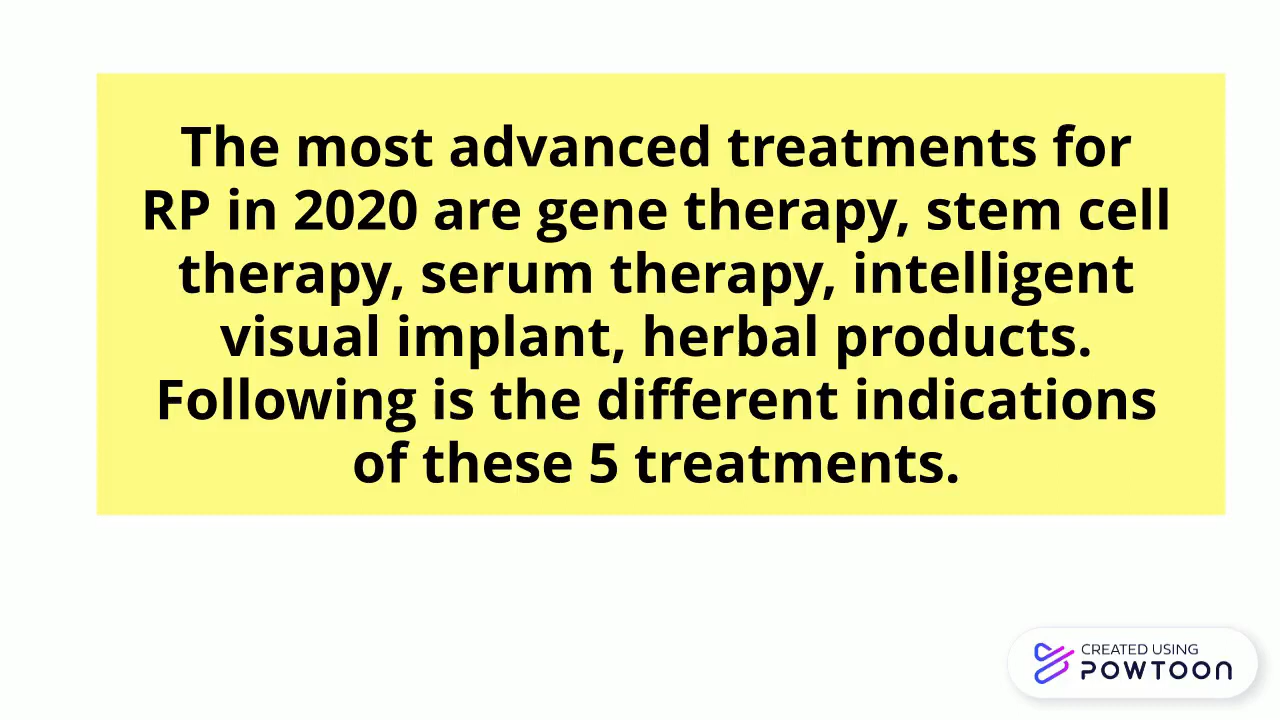 The most advanced treatments for
RP in 2020 are gene therapy, stem cell
therapy, serum therapy, intelligent
visual implant, herbal products.
Following is the different indications
of these 5 treatments.
CREATED USING
POWTOON